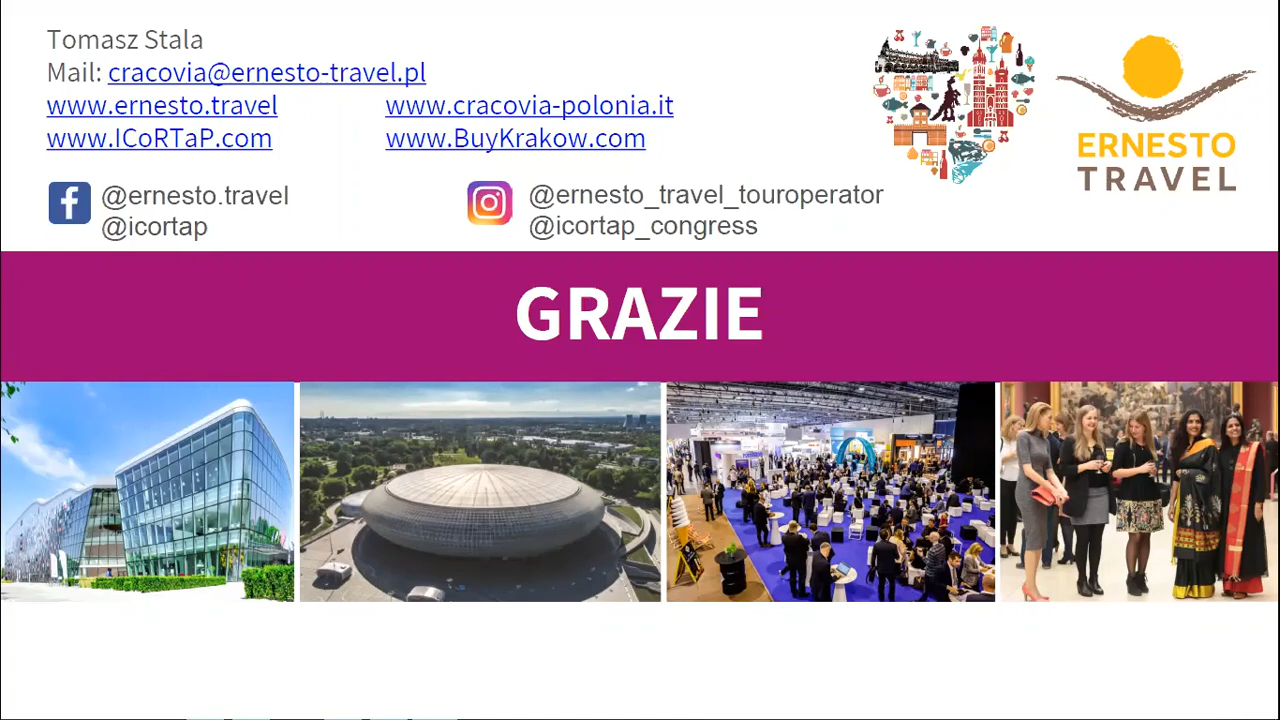 Tomasz Stala
Mail: cracovia@ernesto-travel.pl
www.ernesto.travel
www.cracovia-polonia.it
www.ICoRTaP.com
www.BuyKrakow.com
@ernesto.travel
@icortap
@ernesto_travel_touroperator
@icortap_congress
ERNESTO
TRAVEL
GRAZIE